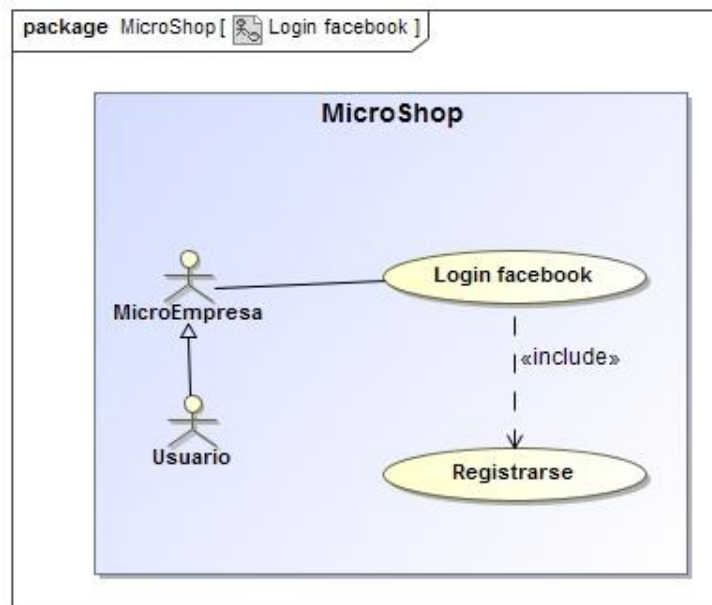 package MicroShop [ Login facebook ]
MicroShop
Login facebook
MicroEmpresa
«include»
Usuario
Registrarse